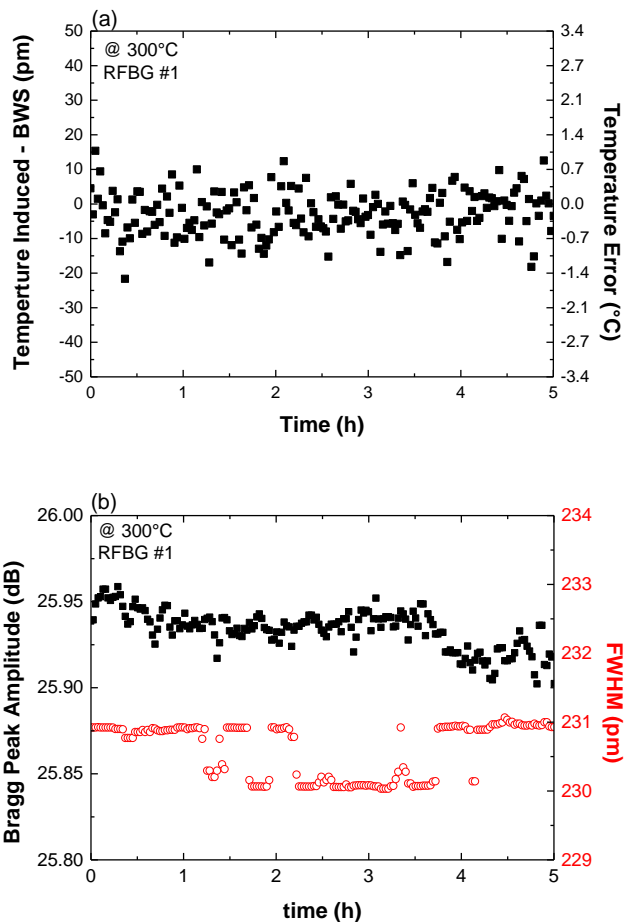 (a)
@ 300°C
RFBG #1
50
40
30
20
10
0
-10
-20
-30
-40
-50
Temperture Induced - BWS (pm)
3.4
2.7
2.1
1.4
0.7
0.0
-0.7
-1.4
-2.1
-2.7
-3.4
Temperature Error (°C)
0 1 2 3 4 5
Time (h)
(b)
@ 300°C
RFBG #1
26.00
25.95
25.90
25.85
25.80
Bragg Peak Amplitude (dB)
234
233
232
231
230
229
FWHM (pm)
0 1 2 3 4 5
time (h)